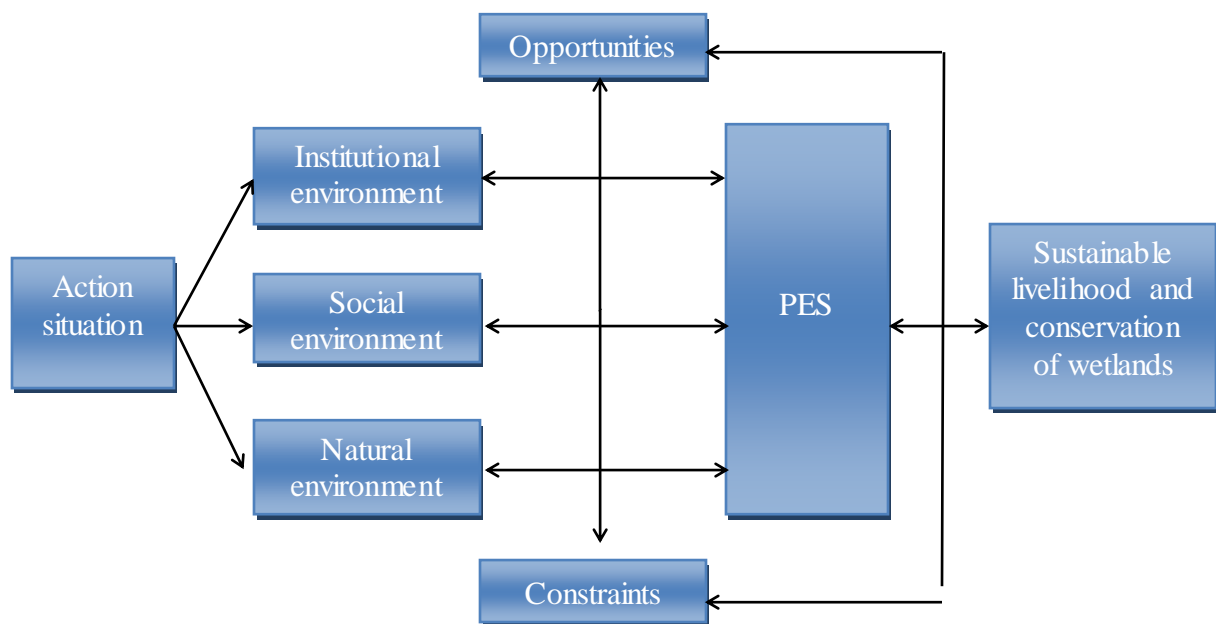 Opportunities
Institutional
environment
Action
situation
Social
environment
Natural
environment
PES
Sustainable
livelihood and
conservation
of wetlands
Constraints